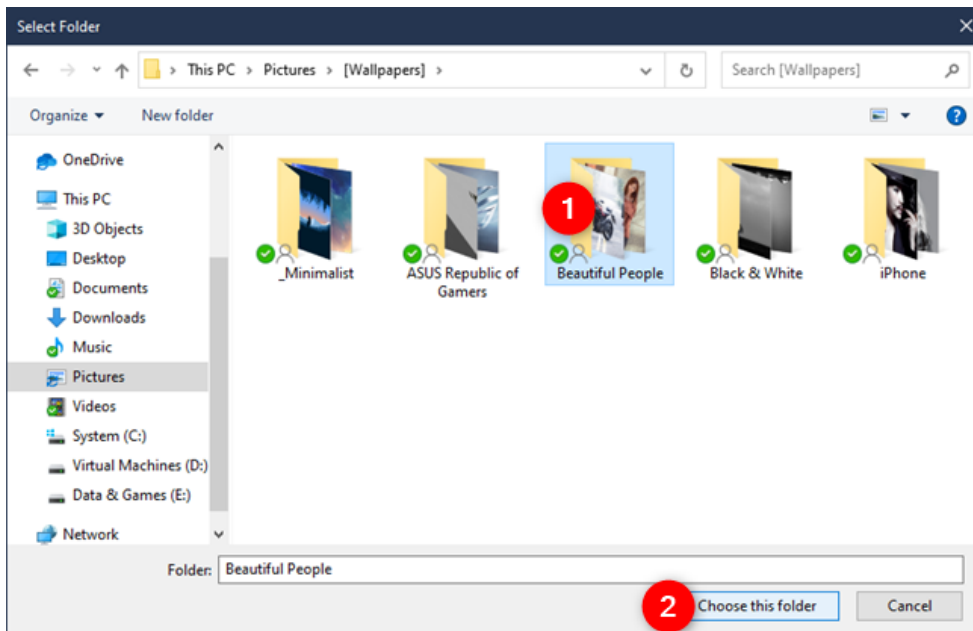 Select Folder
This PC > Pictures > [Wallpapers] >
Search [Wallpapers]
Organize
New folder
?
OneDrive
This PC
3D Objects
Desktop
Documents
Downloads
Music
Pictures
Videos
System (C:)
Virtual Machines (D:)
Data & Games (E:)
Network
1
_Minimalist
ASUS Republic of
Gamers
Beautiful People
Black & White
iPhone
Folder: Beautiful People
2
Choose this folder
Cancel